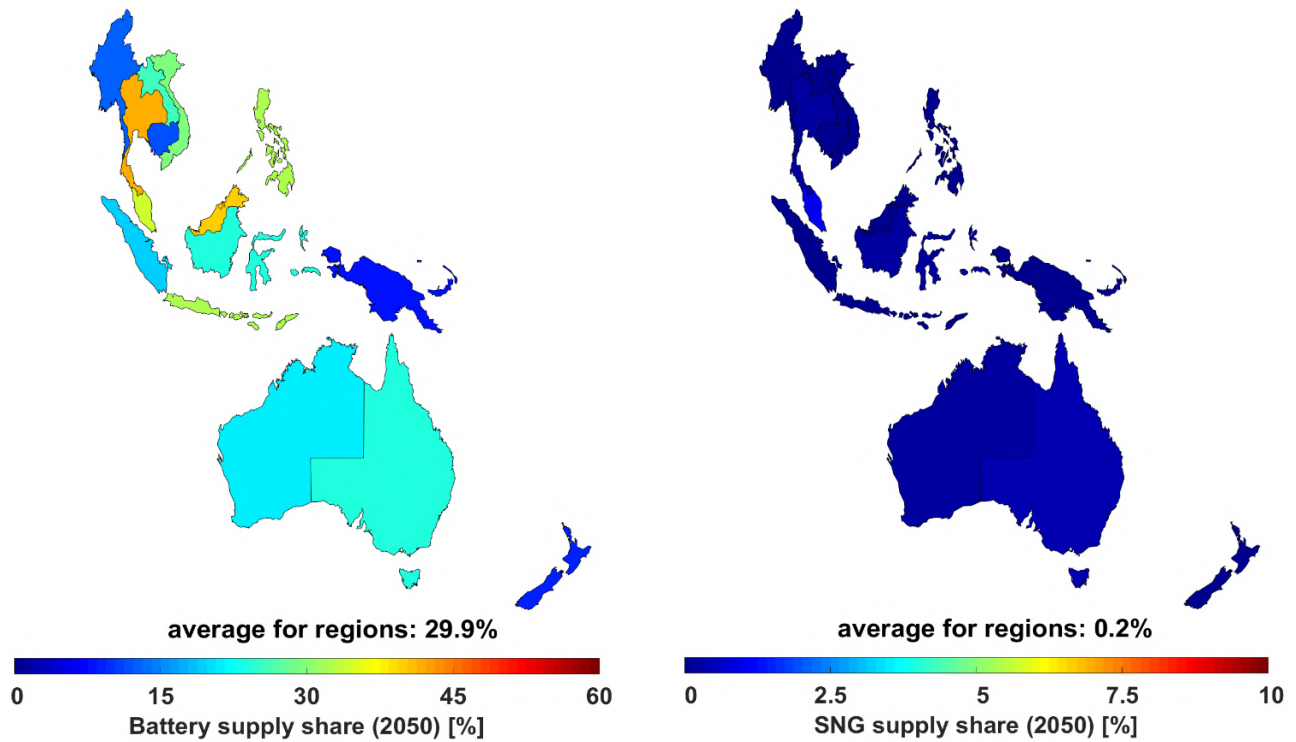 average for regions: 29.9%
0 15 30 45 60
Battery supply share (2050) [%]
average for regions: 0.2%
0 2.5 5 7.5 10
SNG supply share (2050) [%]